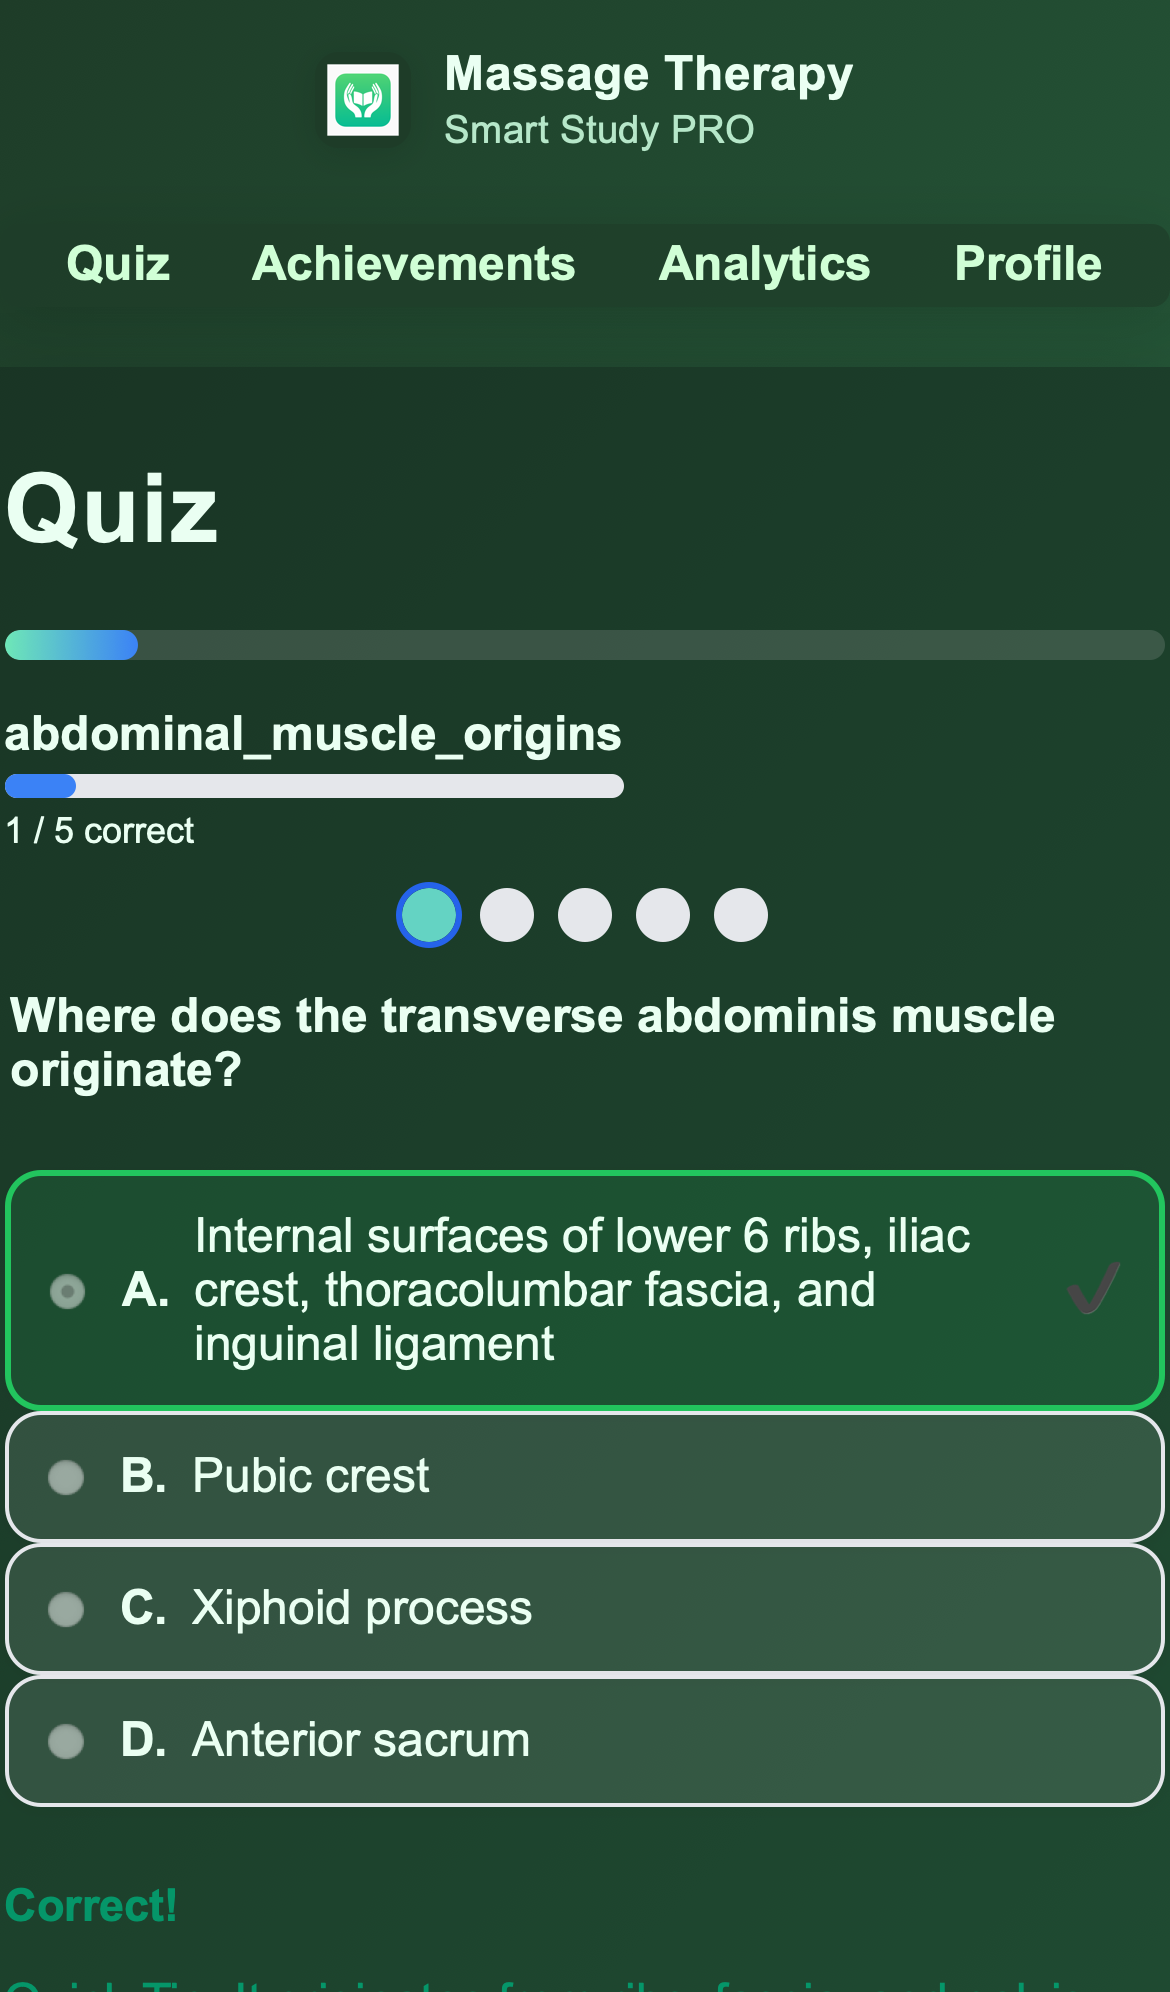 Massage Therapy
Smart Study PRO
Quiz Achievements Analytics Profile
Quiz
abdominal_muscle_origins
1 / 5 correct
Where does the transverse abdominis muscle
originate?
A. Internal surfaces of lower 6 ribs, iliac
crest, thoracolumbar fascia, and
inguinal ligament
B. Pubic crest
C. Xiphoid process
D. Anterior sacrum
Correct!